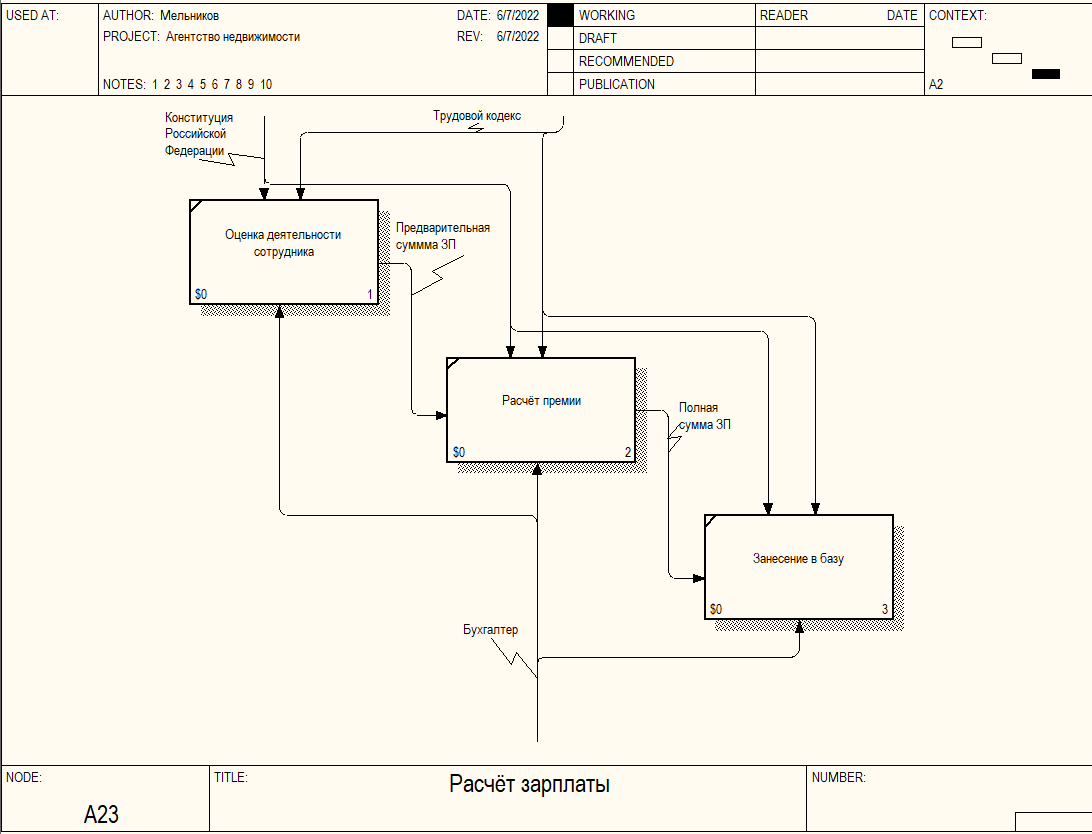 USED AT:
AUTHOR: Мельников
DATE: 6/7/2022
WORKING
READER
DATE
CONTEXT:
PROJECT: Агентство недвижимости
REV: 6/7/2022
DRAFT
RECOMMENDED
NOTES: 1 2 3 4 5 6 7 8 9 10
PUBLICATION
A2
Конституция
Российской
Федерации
Трудовой кодекс
Оценка деятельности
сотрудника
$0
1
Предварительная
суммма ЗП
Расчёт премии
$0
2
Полная
сумма ЗП
Занесение в базу
$0
3
Бухгалтер
NODE:
A23
TITLE:
Расчёт зарплаты
NUMBER: